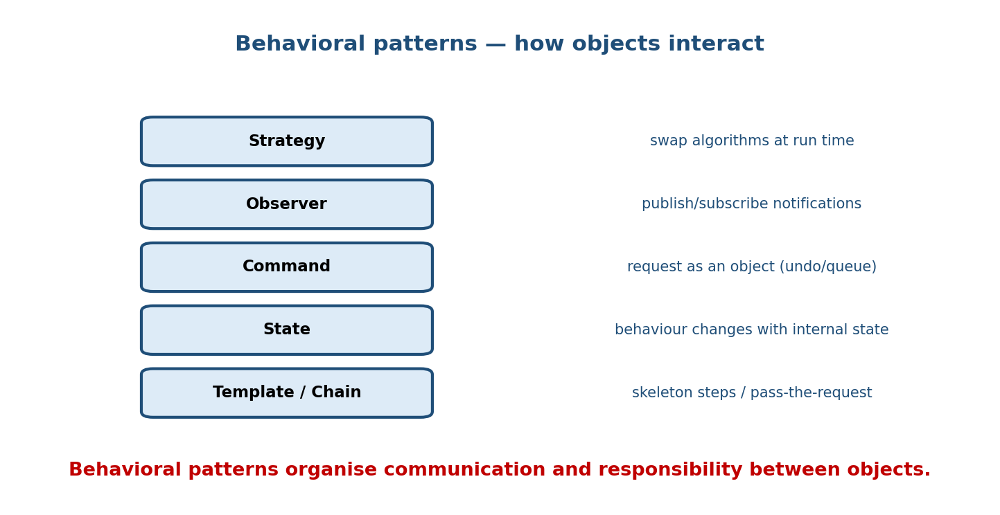 Behavioral patterns — how objects interact
Strategy
swap algorithms at run time
Observer
publish/subscribe notifications
Command
request as an object (undo/queue)
State
behaviour changes with internal state
Template / Chain
skeleton steps / pass-the-request
Behavioral patterns organise communication and responsibility between objects.